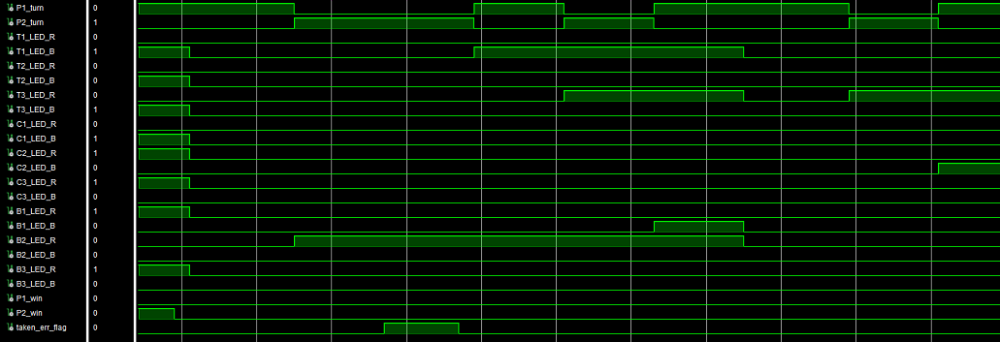 P1_turn 0
P2_turn 1
T1_LED_R 0
T1_LED_B 1
T2_LED_R 0
T2_LED_B 0
T3_LED_R 0
T3_LED_B 1
C1_LED_R 0
C1_LED_B 1
C2_LED_R 1
C2_LED_B 0
C3_LED_R 1
C3_LED_B 0
B1_LED_R 1
B1_LED_B 0
B2_LED_R 0
B2_LED_B 0
B3_LED_R 1
B3_LED_B 0
P1_win 0
P2_win 0
taken_err_flag 0